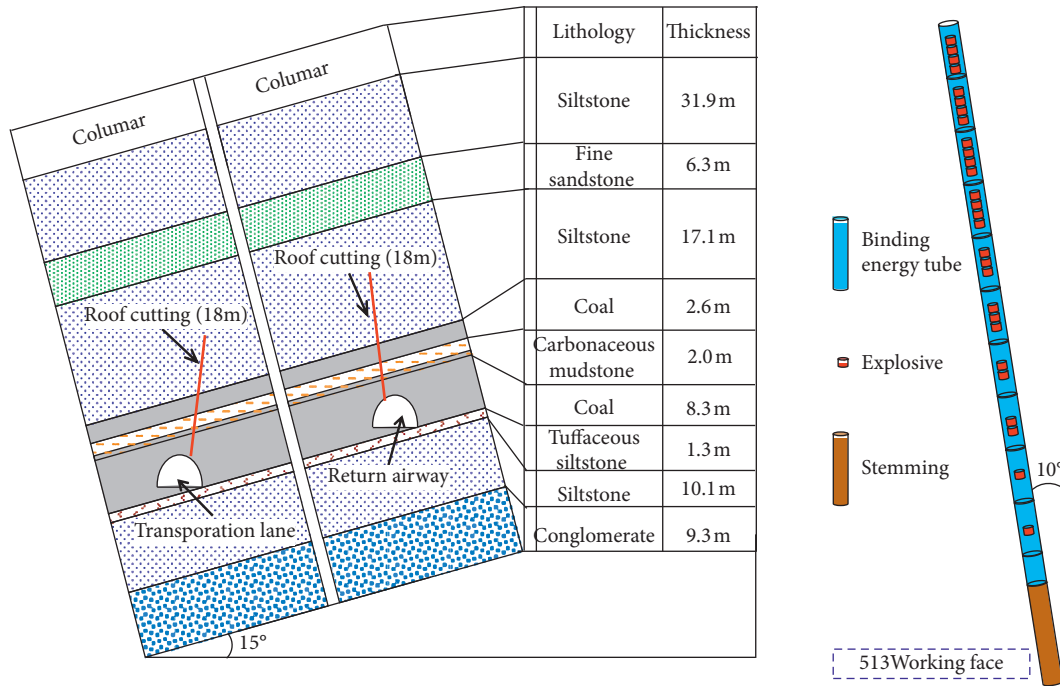 Columar
Columar
Roof cutting (18m)
Roof cutting (18m)
Return airway
Transporation lane
15°
Lithology Thickness
Siltstone 31.9 m
Fine
sandstone 6.3 m
Siltstone 17.1 m
Coal 2.6 m
Carbonaceous
mudstone 2.0 m
Coal 8.3 m
Tuffaceous
siltstone 1.3 m
Siltstone 10.1 m
Conglomerate 9.3 m
Binding
energy tube
Explosive
Stemming
10°
513Working face